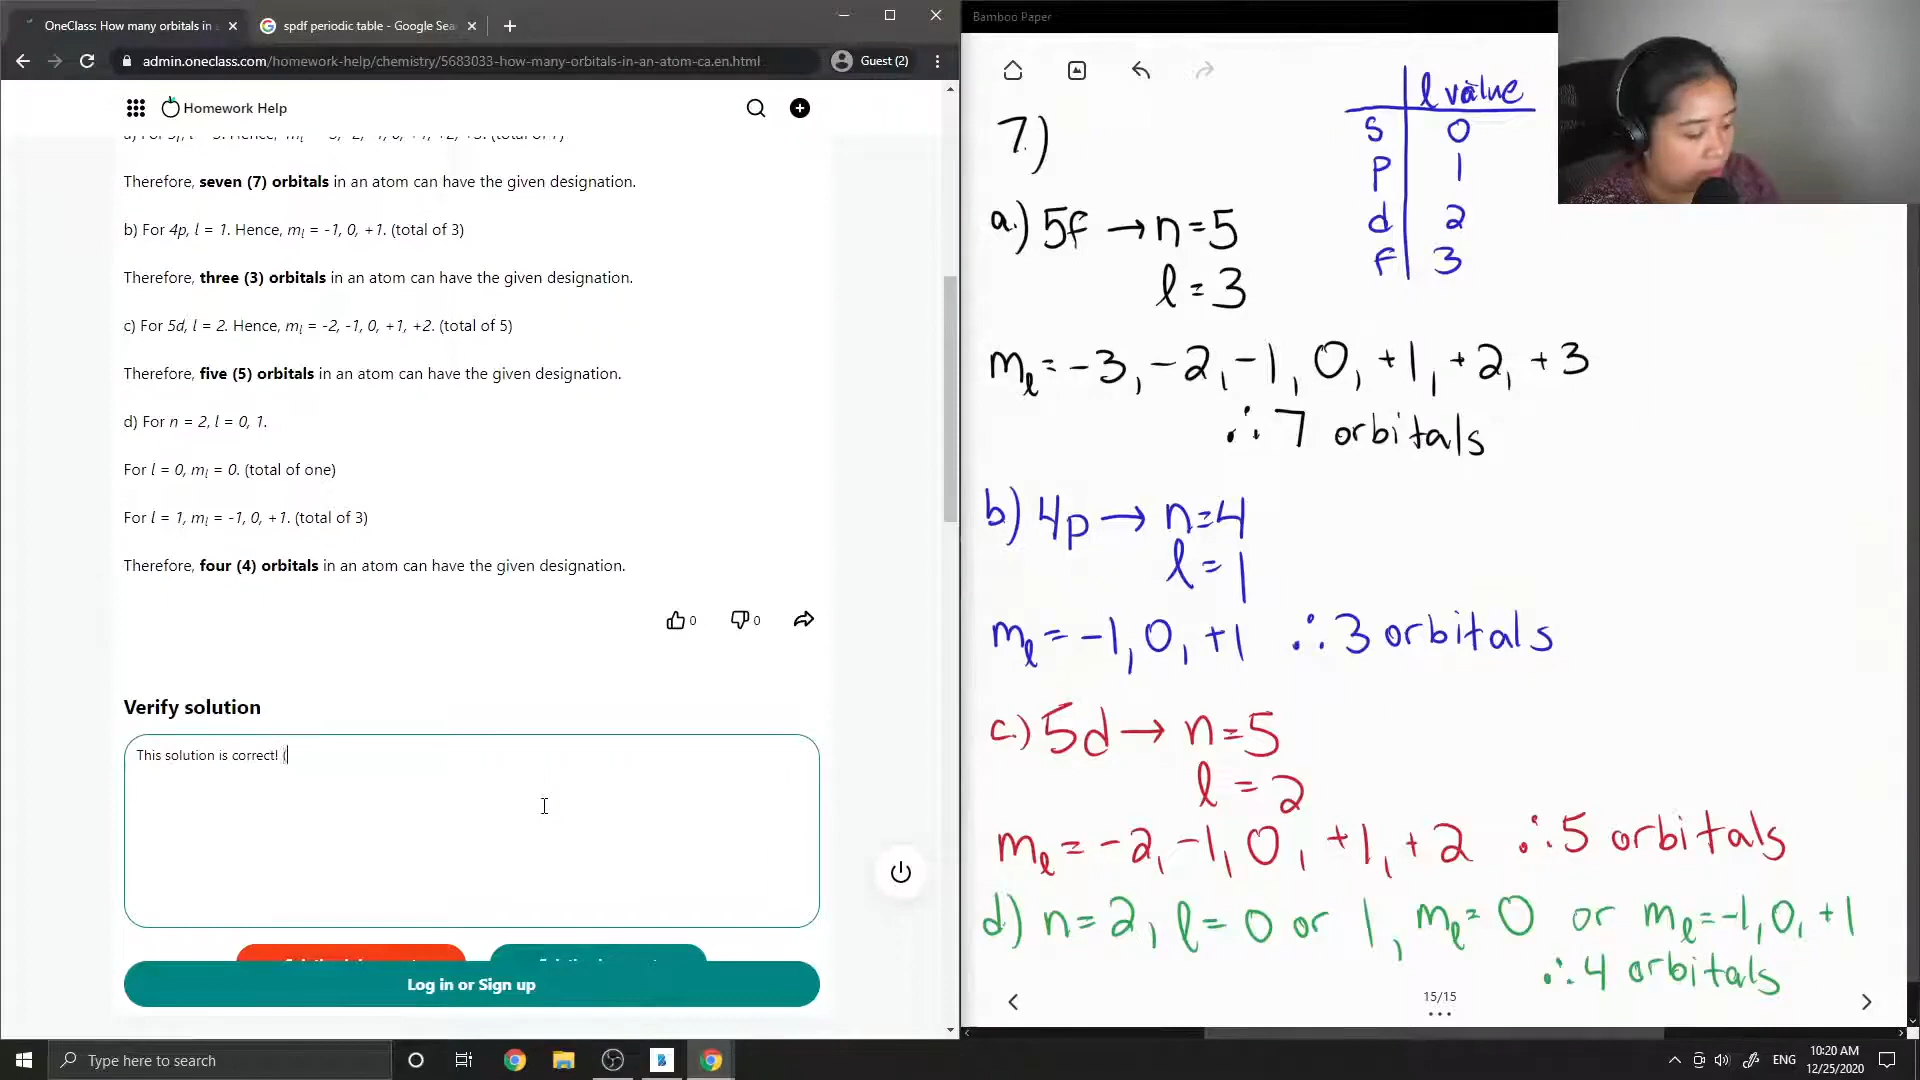 OneClass: How many orbitals in
spdf periodic table - Google Sea
admin.oneclass.com/homework-help/chemistry/5683033-how-many-orbitals-in-an-atom-ca.en.html
Guest (2)
Homework Help
Therefore, seven (7) orbitals in an atom can have the given designation.
b) For 4p, l = 1. Hence, ml = -1, 0, +1. (total of 3)
Therefore, three (3) orbitals in an atom can have the given designation.
c) For 5d, l = 2. Hence, ml = -2, -1, 0, +1, +2. (total of 5)
Therefore, five (5) orbitals in an atom can have the given designation.
d) For n = 2, l = 0, 1.
For l = 0, ml = 0. (total of one)
For l = 1, ml = -1, 0, +1. (total of 3)
Therefore, four (4) orbitals in an atom can have the given designation.
0
0
Verify solution
This solution is correct! (
Log in or Sign up
Bamboo Paper
l value
S 0
p 1
d 2
f 3
7.)
a.) 5f → n=5
l = 3
ml = -3, -2, -1, 0, +1, +2, +3
∴ 7 orbitals
b.) 4p → n=4
l = 1
ml = -1, 0, +1 ∴ 3 orbitals
c.) 5d → n=5
l = 2
ml = -2, -1, 0, +1, +2 ∴ 5 orbitals
d.) n=2, l= 0 or 1, ml= 0 or ml=-1, 0, +1
∴ 4 orbitals
15/15
Type here to search
ENG
10:20 AM
12/25/2020